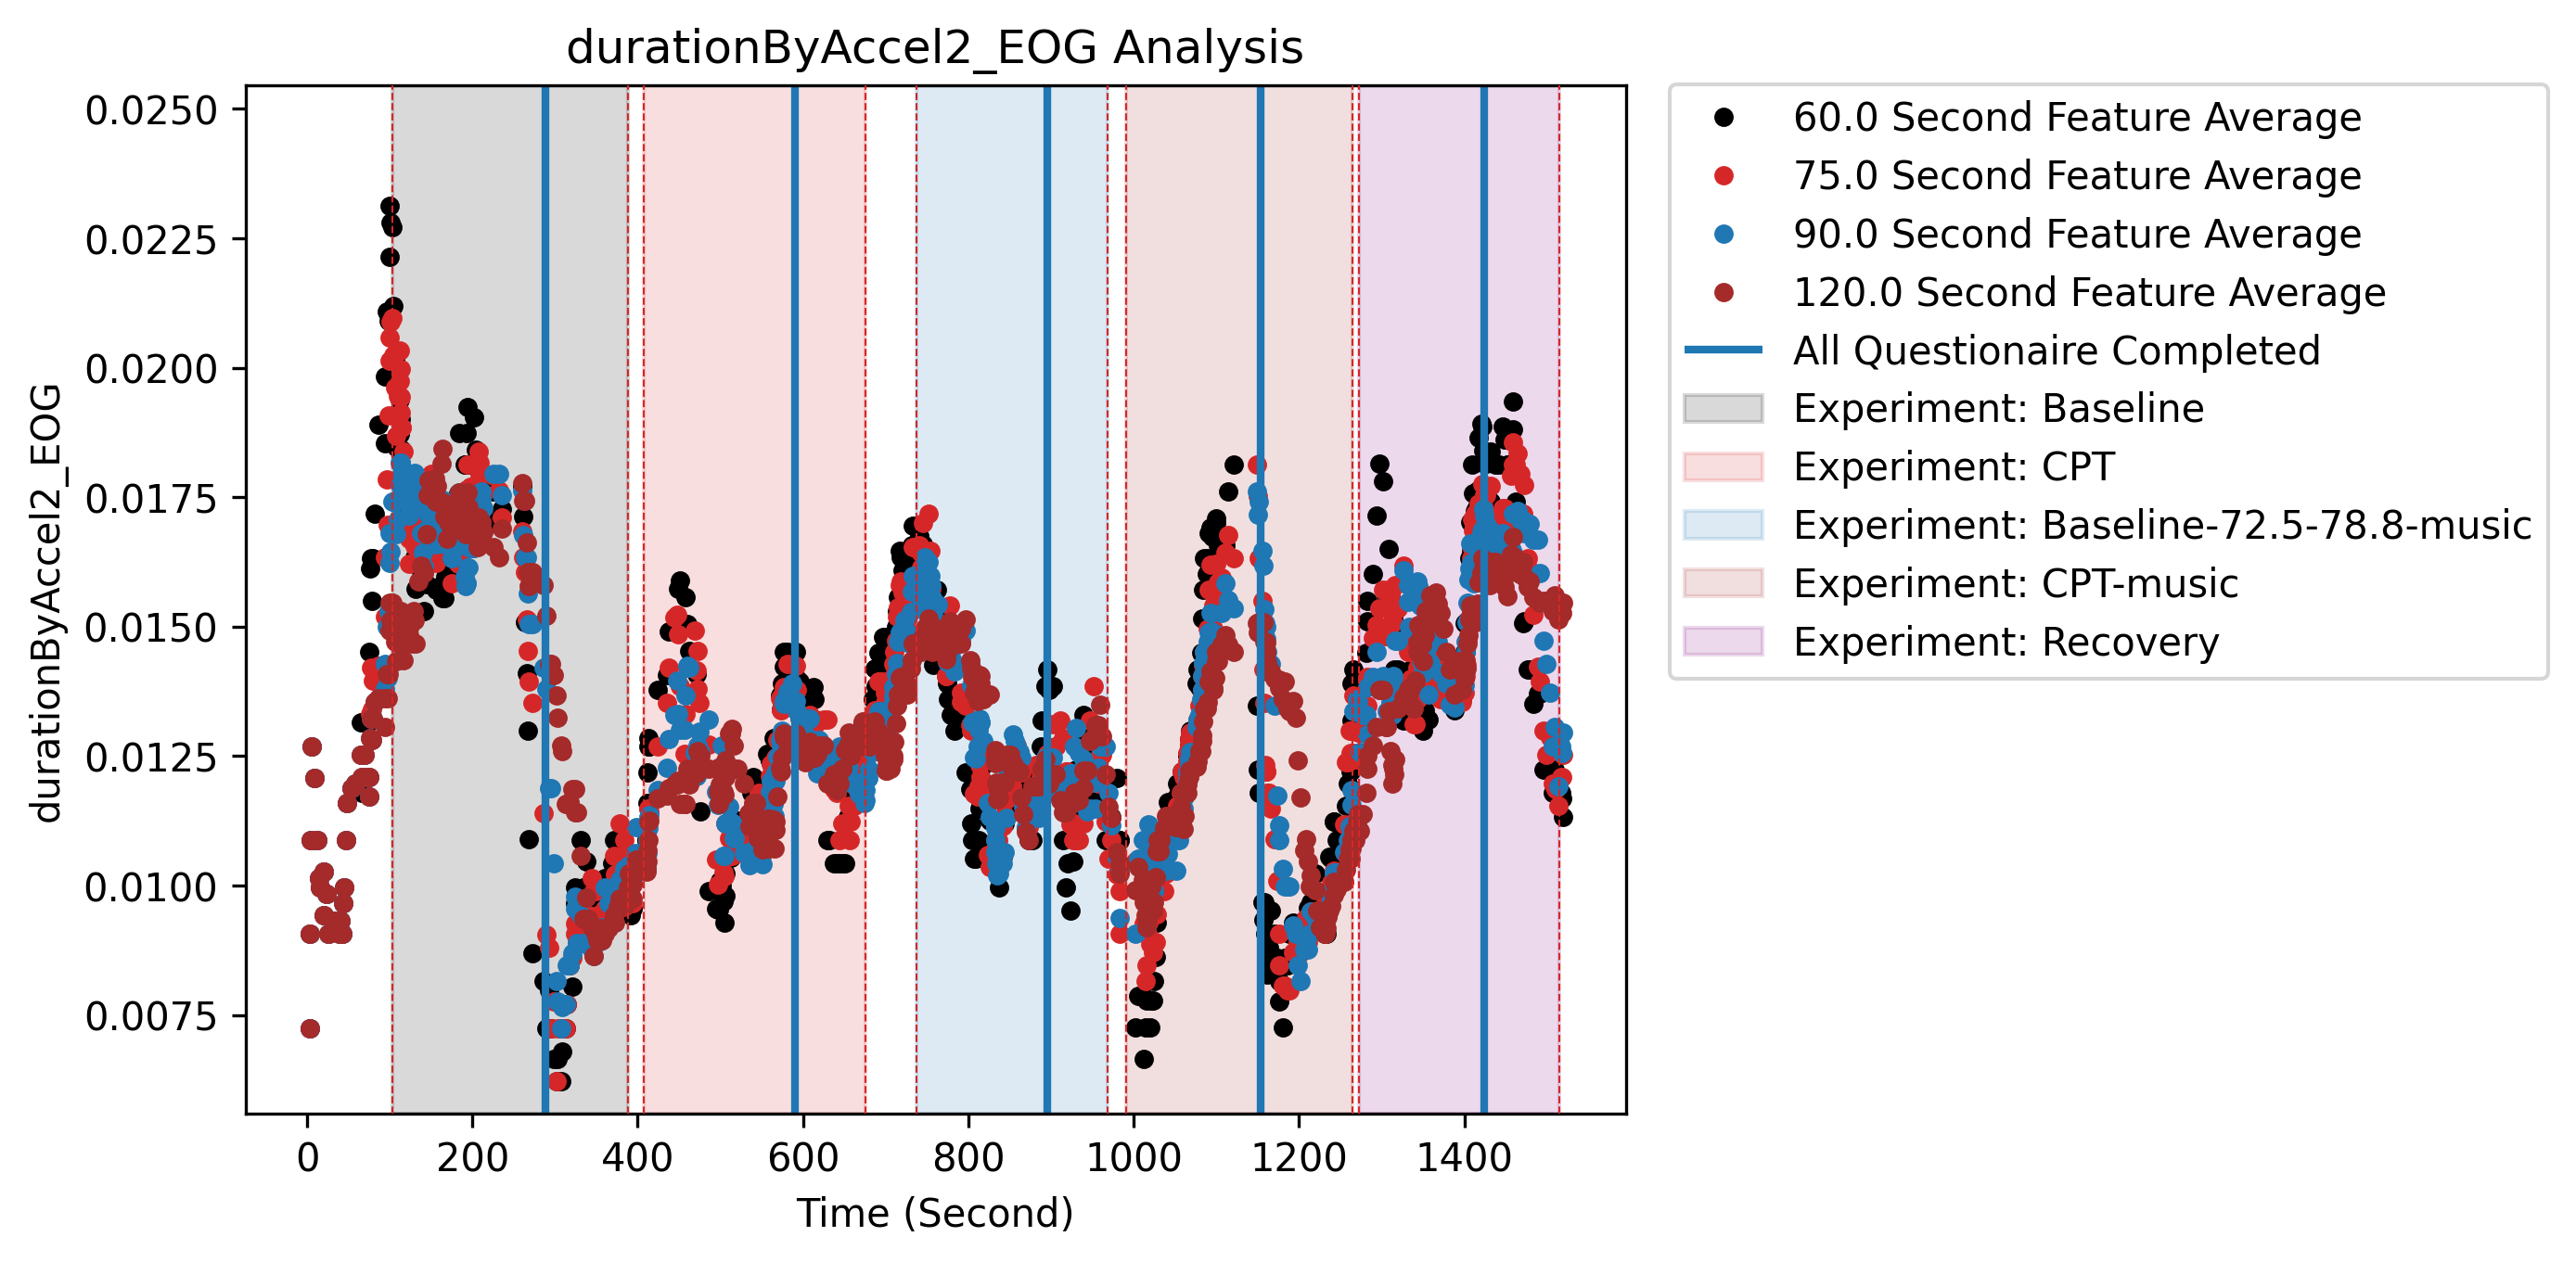 durationByAccel2_EOG Analysis
durationByAccel2_EOG
0.0250
0.0225
0.0200
0.0175
0.0150
0.0125
0.0100
0.0075
0 200 400 600 800 1000 1200 1400
Time (Second)
60.0 Second Feature Average
75.0 Second Feature Average
90.0 Second Feature Average
120.0 Second Feature Average
All Questionaire Completed
Experiment: Baseline
Experiment: CPT
Experiment: Baseline-72.5-78.8-music
Experiment: CPT-music
Experiment: Recovery